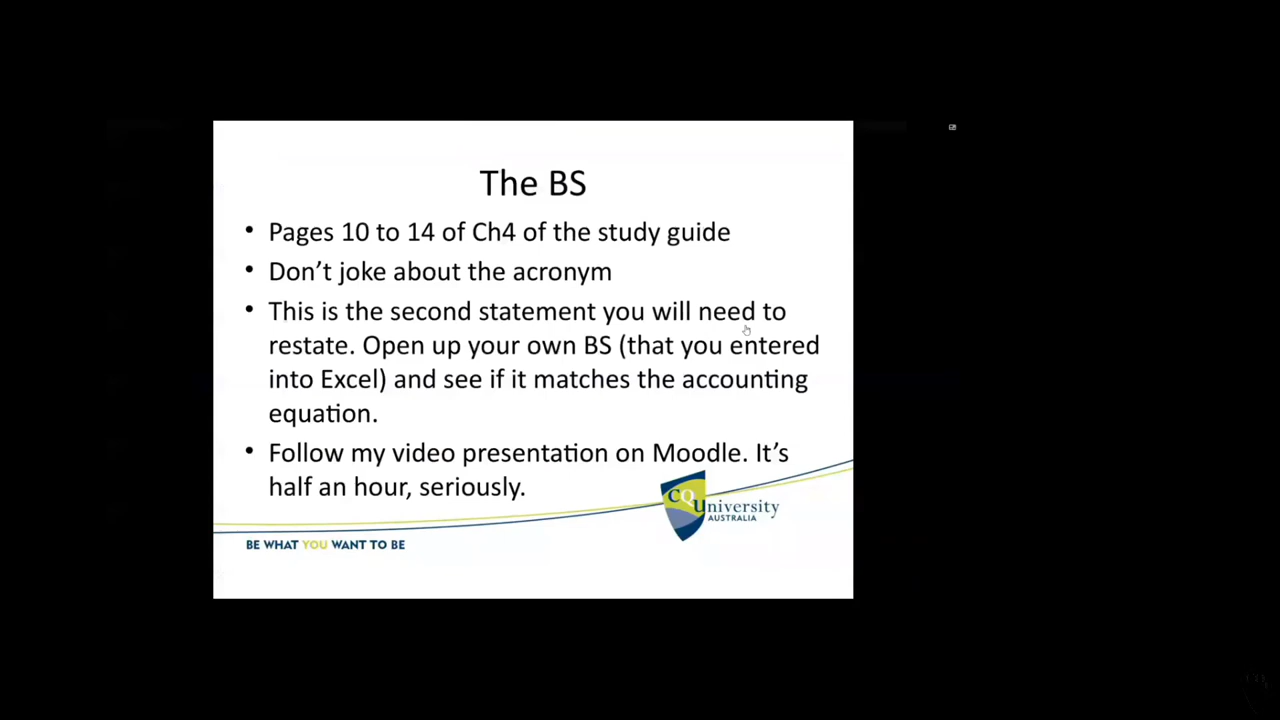 The BS
• Pages 10 to 14 of Ch4 of the study guide
• Don’t joke about the acronym
• This is the second statement you will need to
restate. Open up your own BS (that you entered
into Excel) and see if it matches the accounting
equation.
• Follow my video presentation on Moodle. It’s
half an hour, seriously.
CQUniversity
AUSTRALIA
BE WHAT YOU WANT TO BE